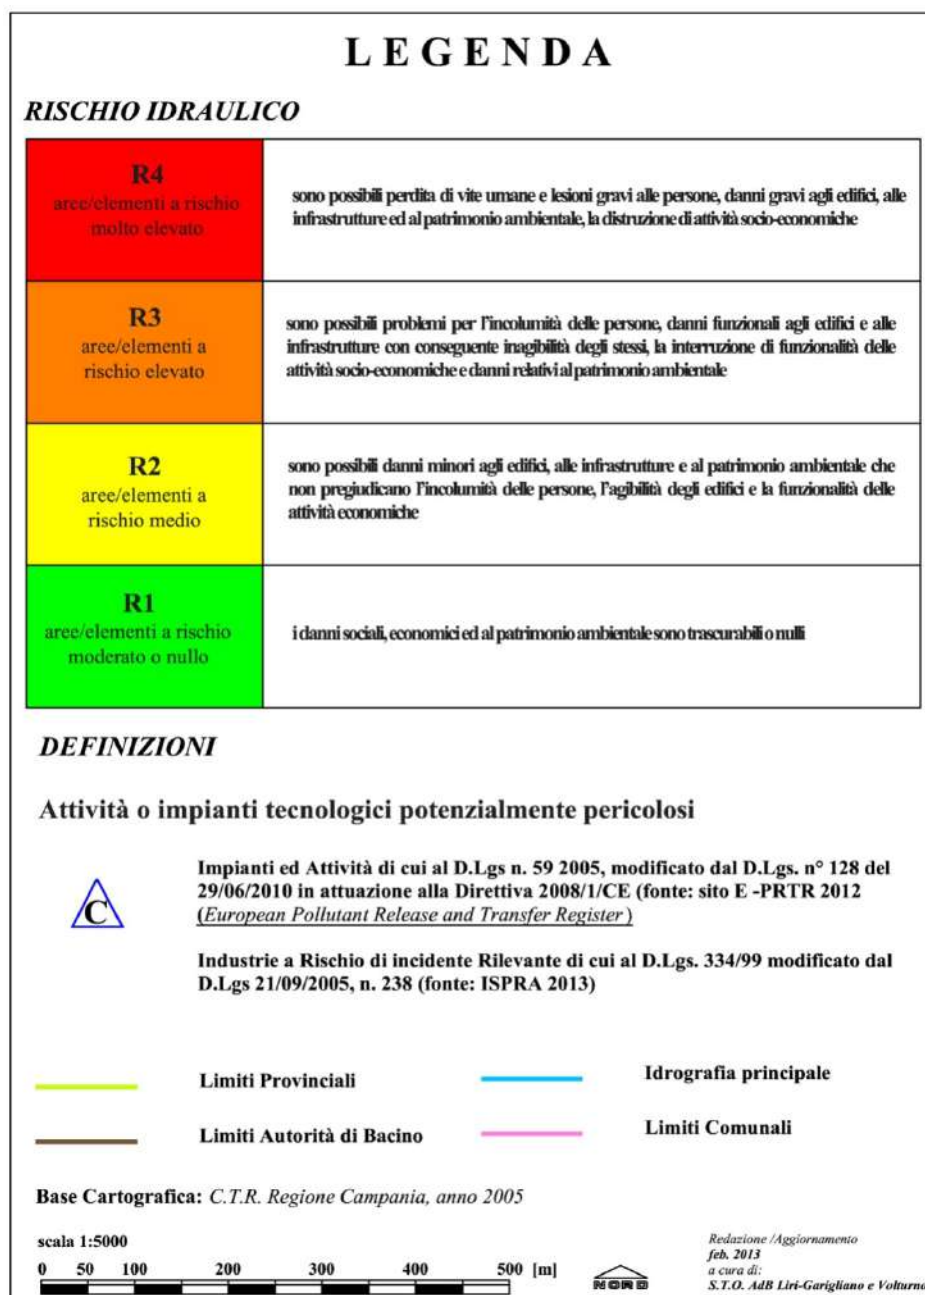 L E G E N D A
RISCHIO IDRAULICO
R4
aree/elementi a rischio
molto elevato
sono possibili perdita di vite umane e lesioni gravi alle persone, danni gravi agli edifici, alle
infrastrutture ed al patrimonio ambientale, la distruzione di attività socio-economiche
R3
aree/elementi a
rischio elevato
sono possibili problemi per l'incolumità delle persone, danni funzionali agli edifici e alle
infrastrutture con conseguente inagibilità degli stessi, la interruzione di funzionalità delle
attività socio-economiche e danni relativi al patrimonio ambientale
R2
aree/elementi a
rischio medio
sono possibili danni minori agli edifici, alle infrastrutture e al patrimonio ambientale che
non pregiudicano l'incolumità delle persone, l'agibilità degli edifici e la funzionalità delle
attività economiche
R1
aree/elementi a rischio
moderato o nullo
i danni sociali, economici ed al patrimonio ambientale sono trascurabili o nulli
DEFINIZIONI
Attività o impianti tecnologici potenzialmente pericolosi
C
Impianti ed Attività di cui al D.Lgs n. 59 2005, modificato dal D.Lgs. n° 128 del
29/06/2010 in attuazione alla Direttiva 2008/1/CE (fonte: sito E -PRTR 2012
(European Pollutant Release and Transfer Register )
Industrie a Rischio di incidente Rilevante di cui al D.Lgs. 334/99 modificato dal
D.Lgs 21/09/2005, n. 238 (fonte: ISPRA 2013)
Limiti Provinciali
Idrografia principale
Limiti Autorità di Bacino
Limiti Comunali
Base Cartografica: C.T.R. Regione Campania, anno 2005
scala 1:5000
0 50 100 200 300 400 500 [m]
NORD
Redazione /Aggiornamento
feb. 2013
a cura di:
S.T.O. AdB Liri-Garigliano e Volturno